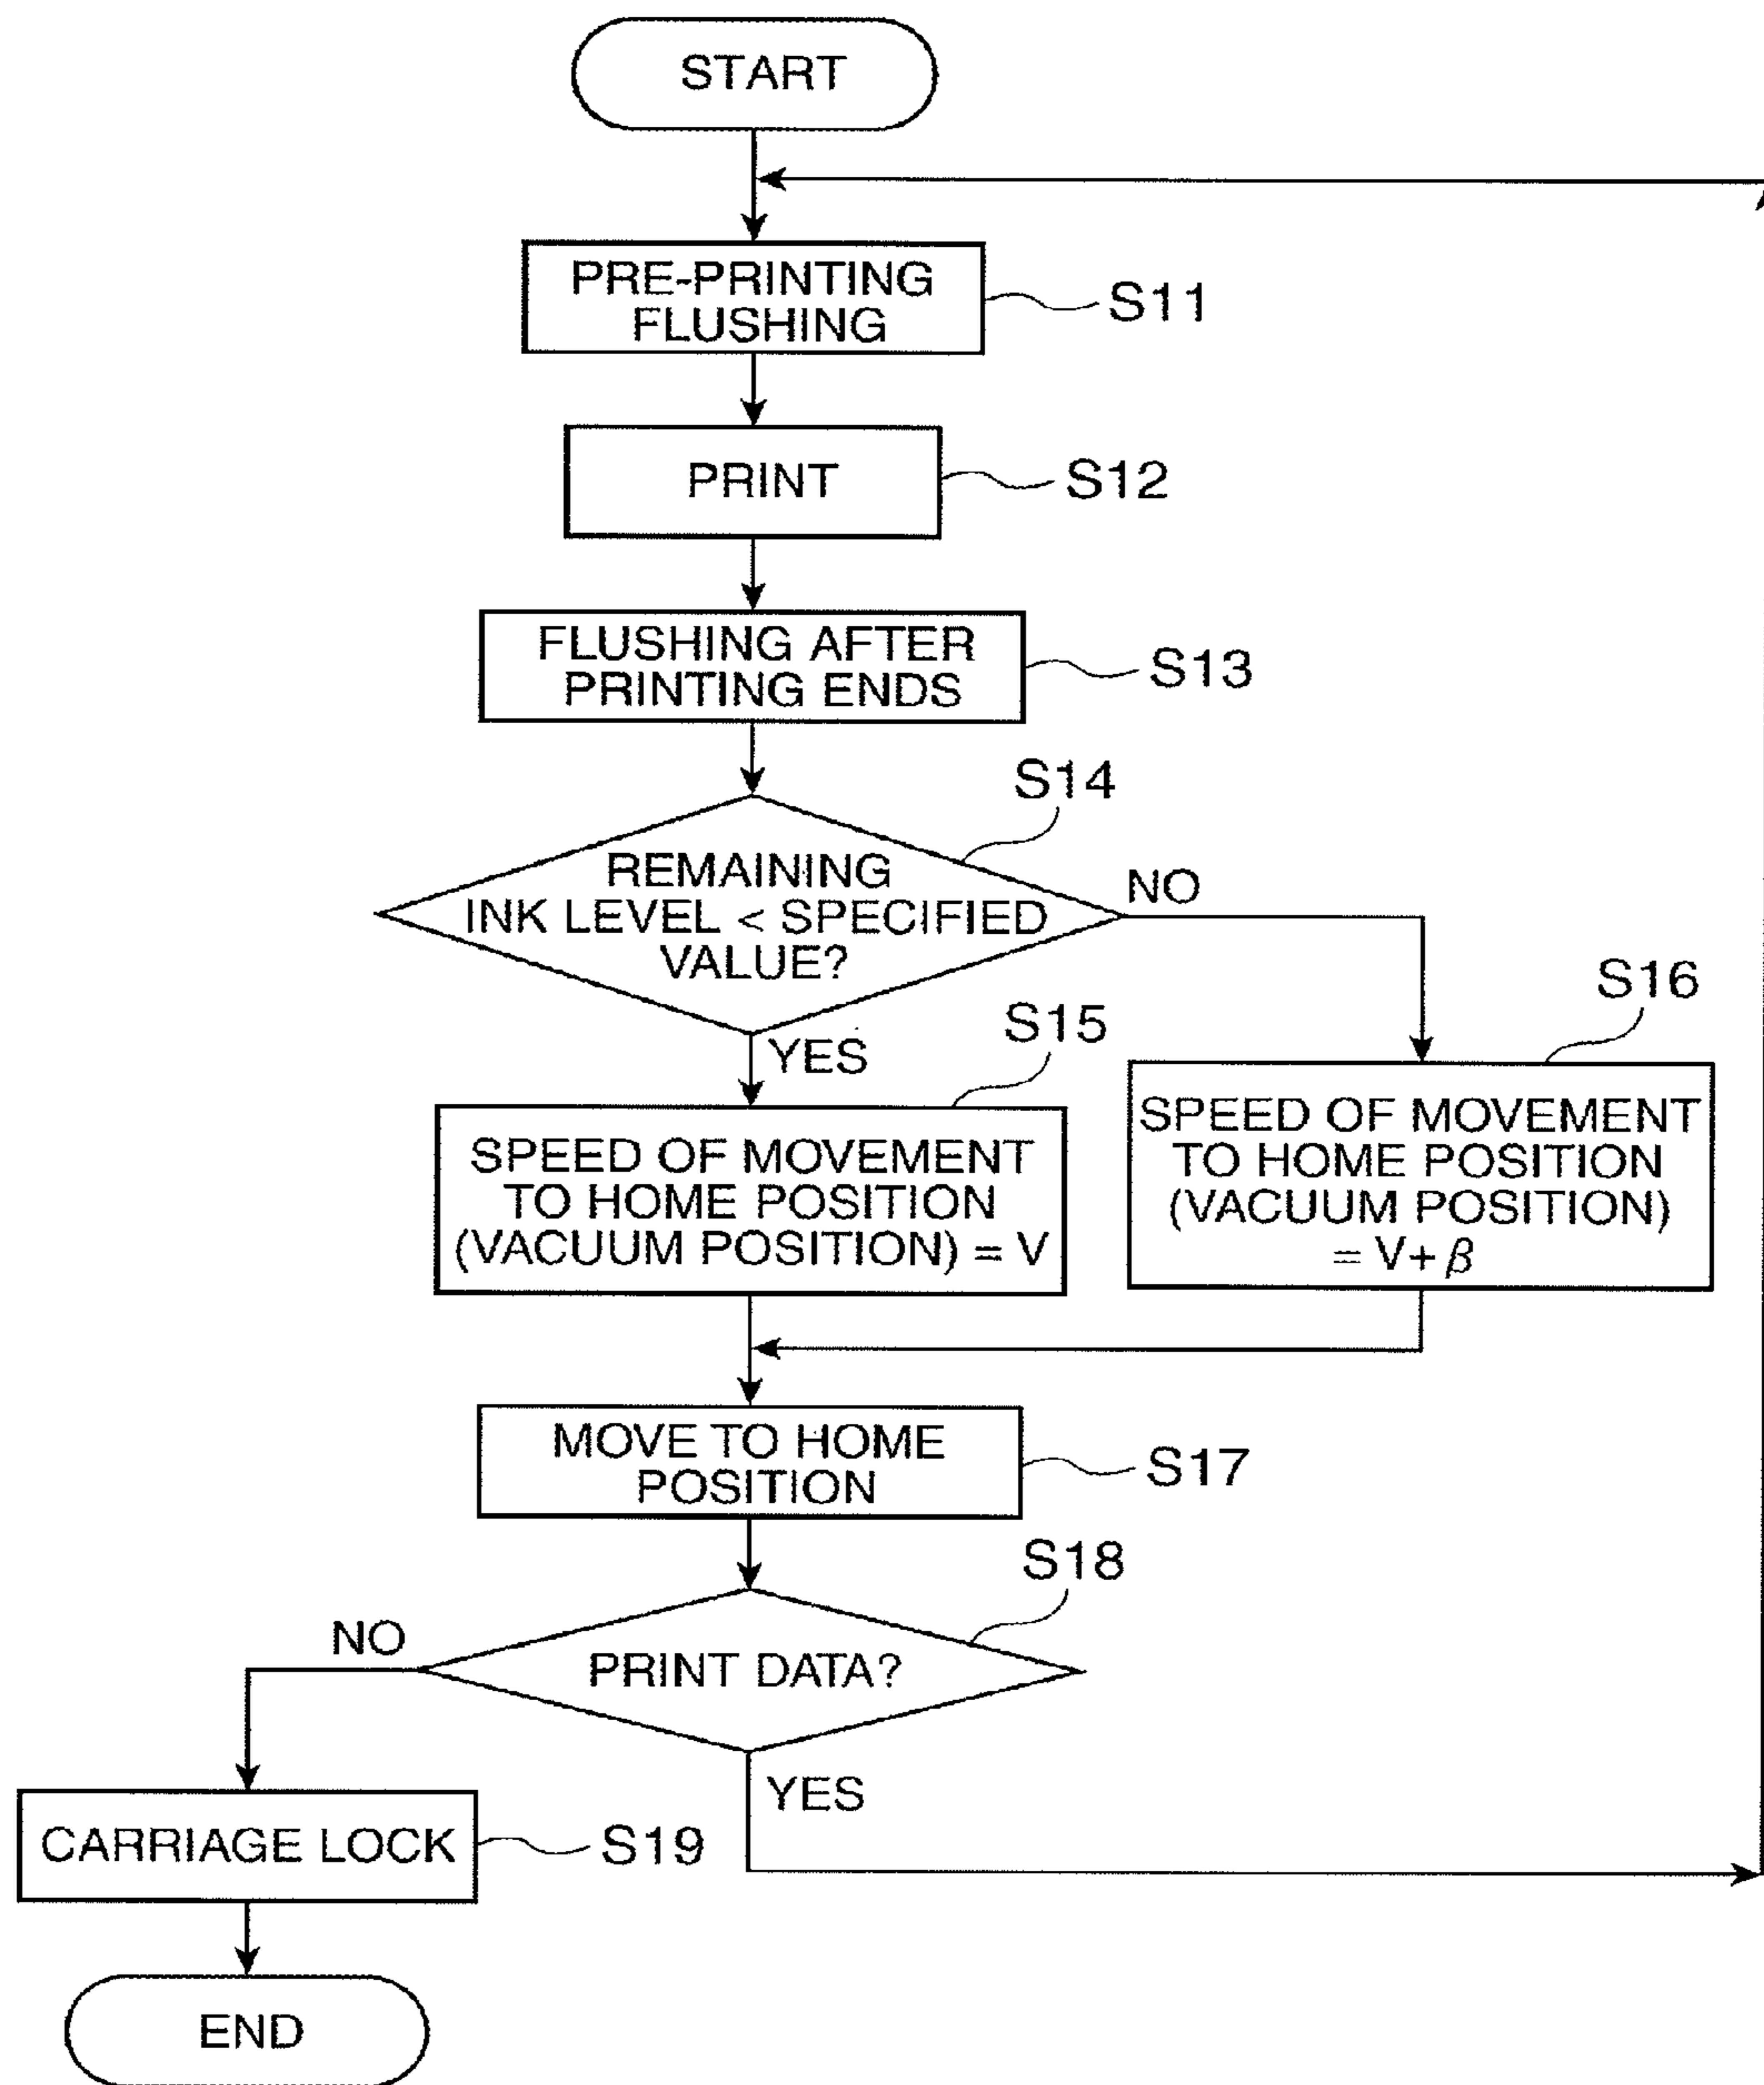 START
PRE-PRINTING
FLUSHING
S11
PRINT
S12
FLUSHING AFTER
PRINTING ENDS
S13
S14
REMAINING
INK LEVEL < SPECIFIED
VALUE?
NO
YES
S15
S16
SPEED OF MOVEMENT
TO HOME POSITION
(VACUUM POSITION) = V
SPEED OF MOVEMENT
TO HOME POSITION
(VACUUM POSITION)
= V+β
MOVE TO HOME
POSITION
S17
S18
PRINT DATA?
NO
YES
CARRIAGE LOCK
S19
END